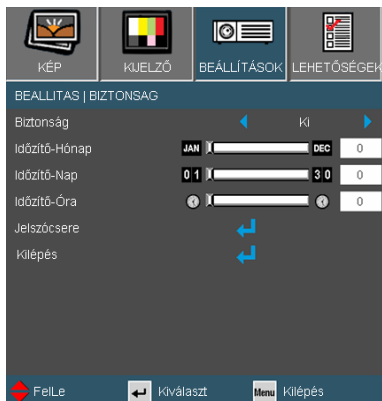 KÉP KIJELZŐ BEÁLLÍTÁSOK LEHETŐSÉGEK
BEALLITAS | BIZTONSAG
Biztonság Ki
Időzítő-Hónap JAN DEC 0
Időzítő-Nap 01 30 0
Időzítő-Óra 0
Jelszócsere
Kilépés
FelLe Kiválaszt Menu Kilépés